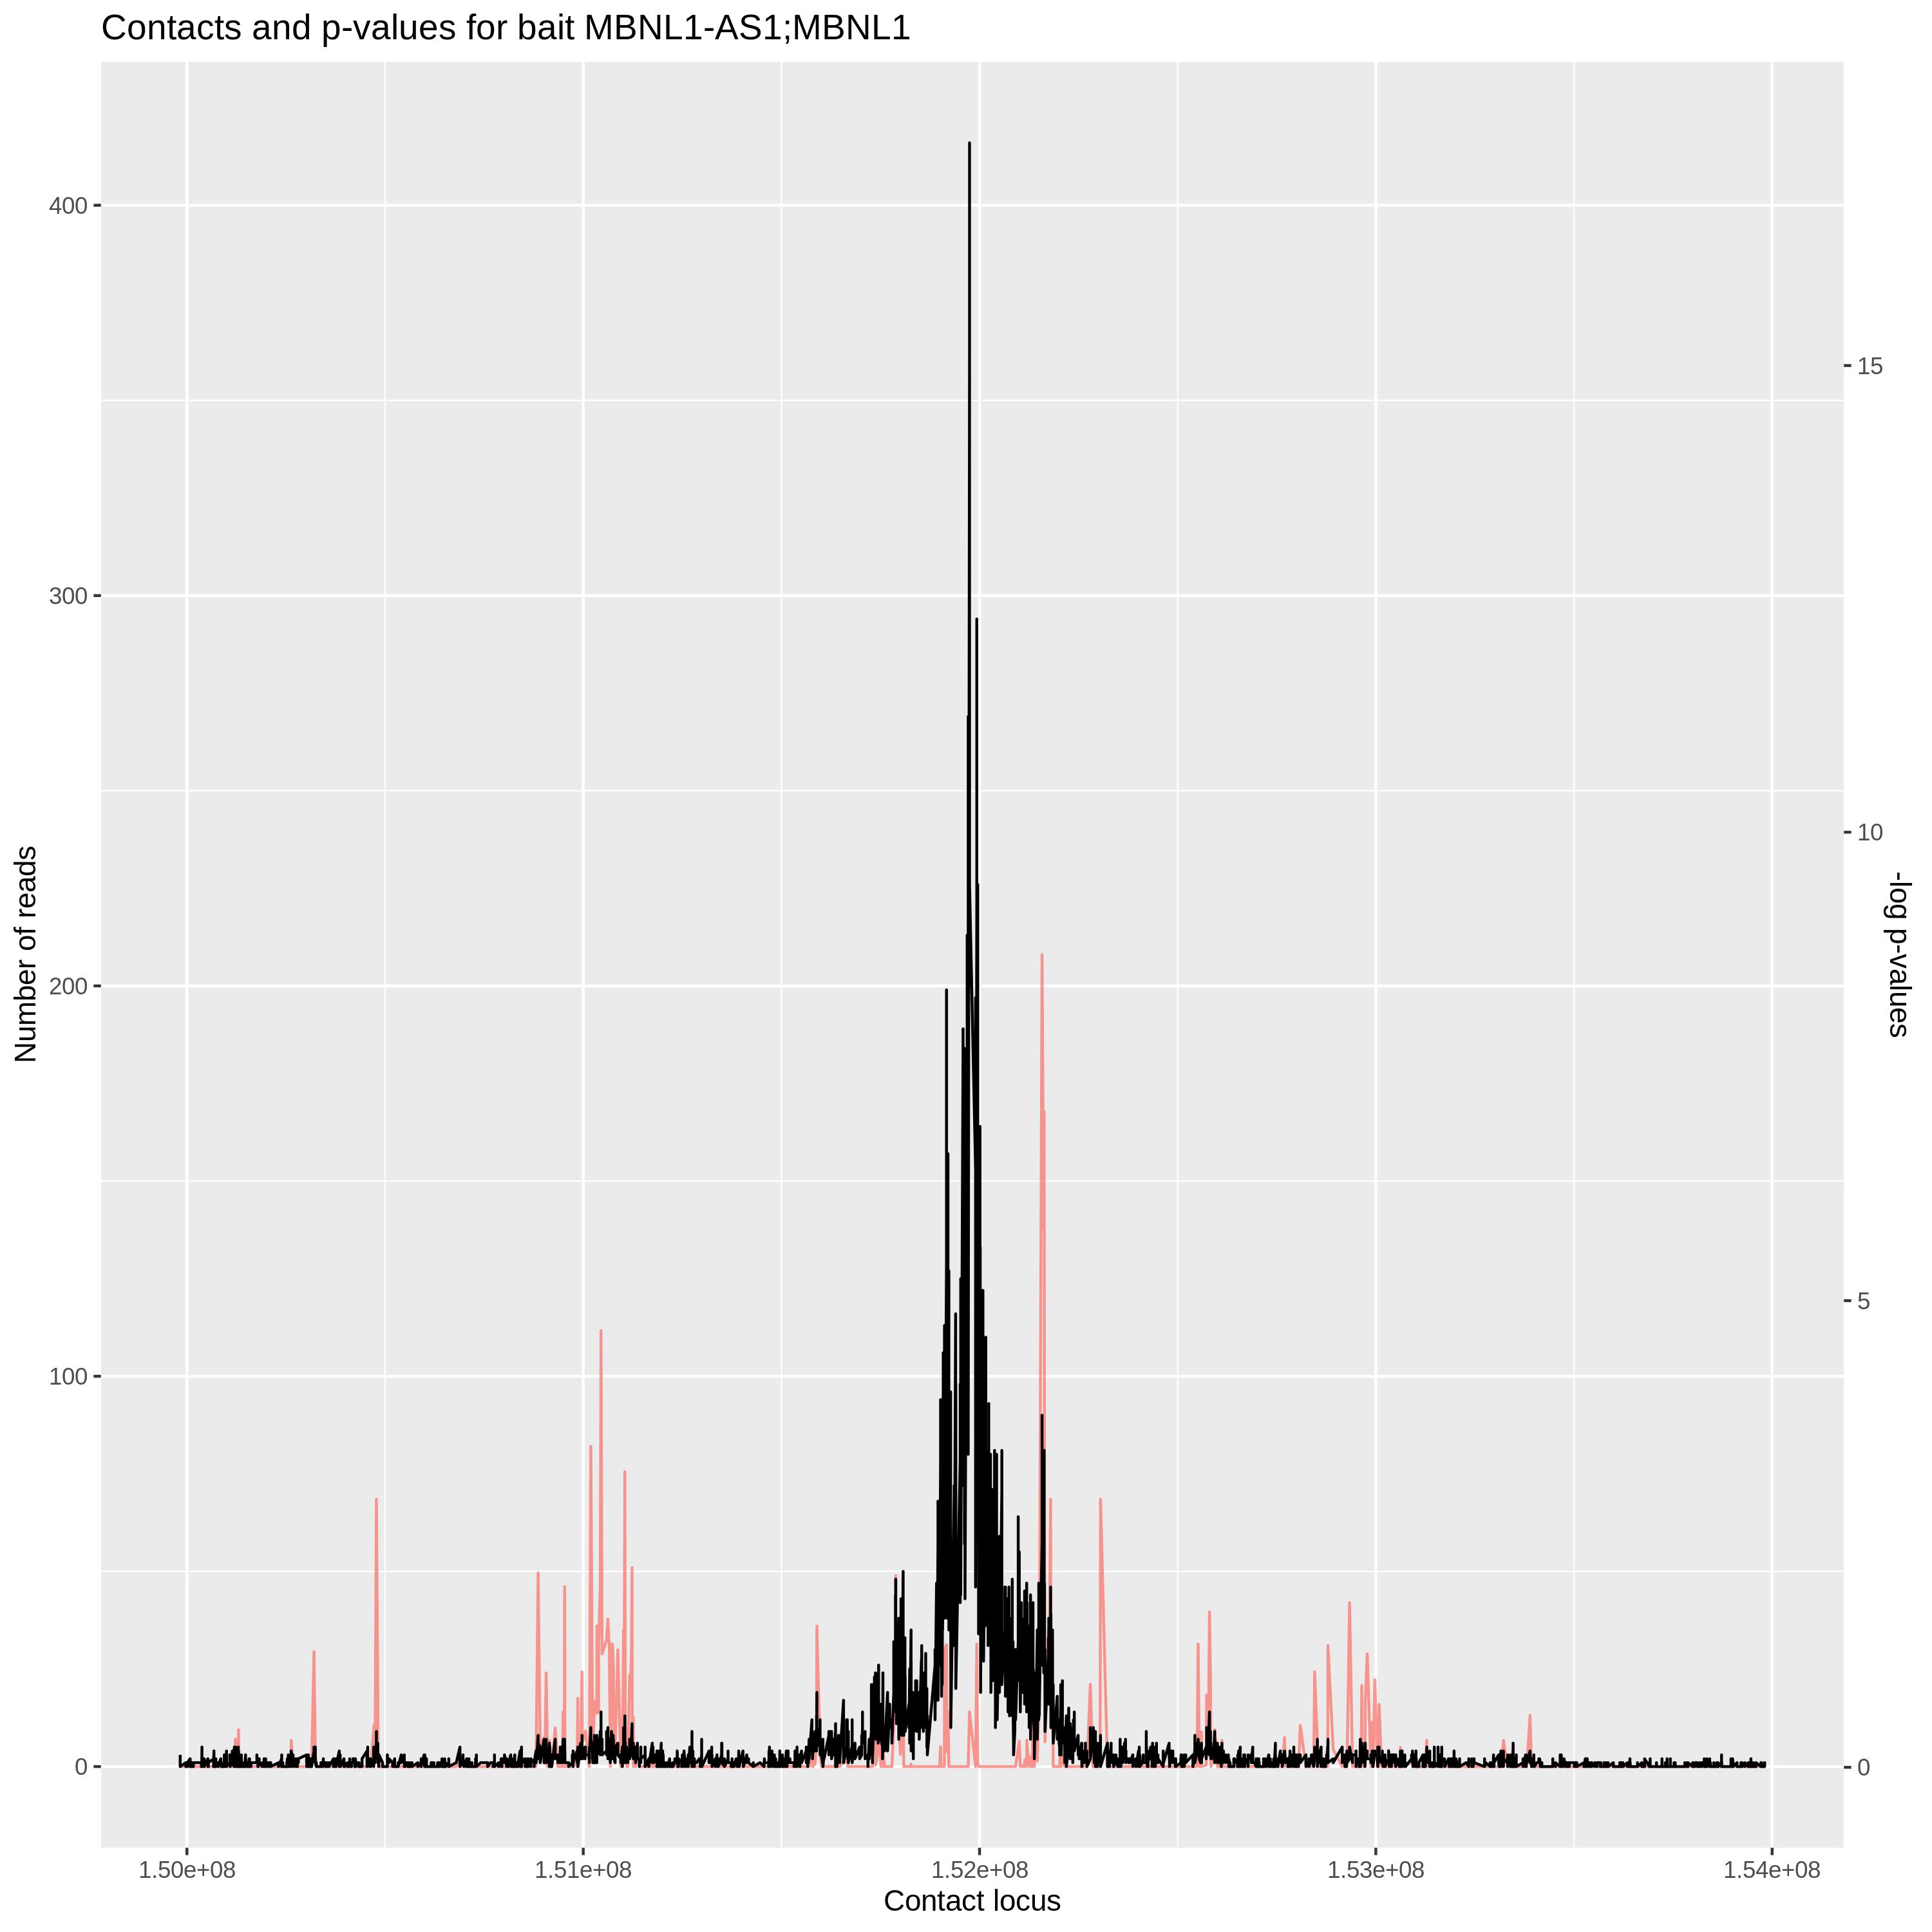 Contacts and p-values for bait MBNL1-AS1;MBNL1
Number of reads
400
300
200
100
0
15
10
5
0
-log p-values
1.50e+08
1.51e+08
1.52e+08
1.53e+08
1.54e+08
Contact locus